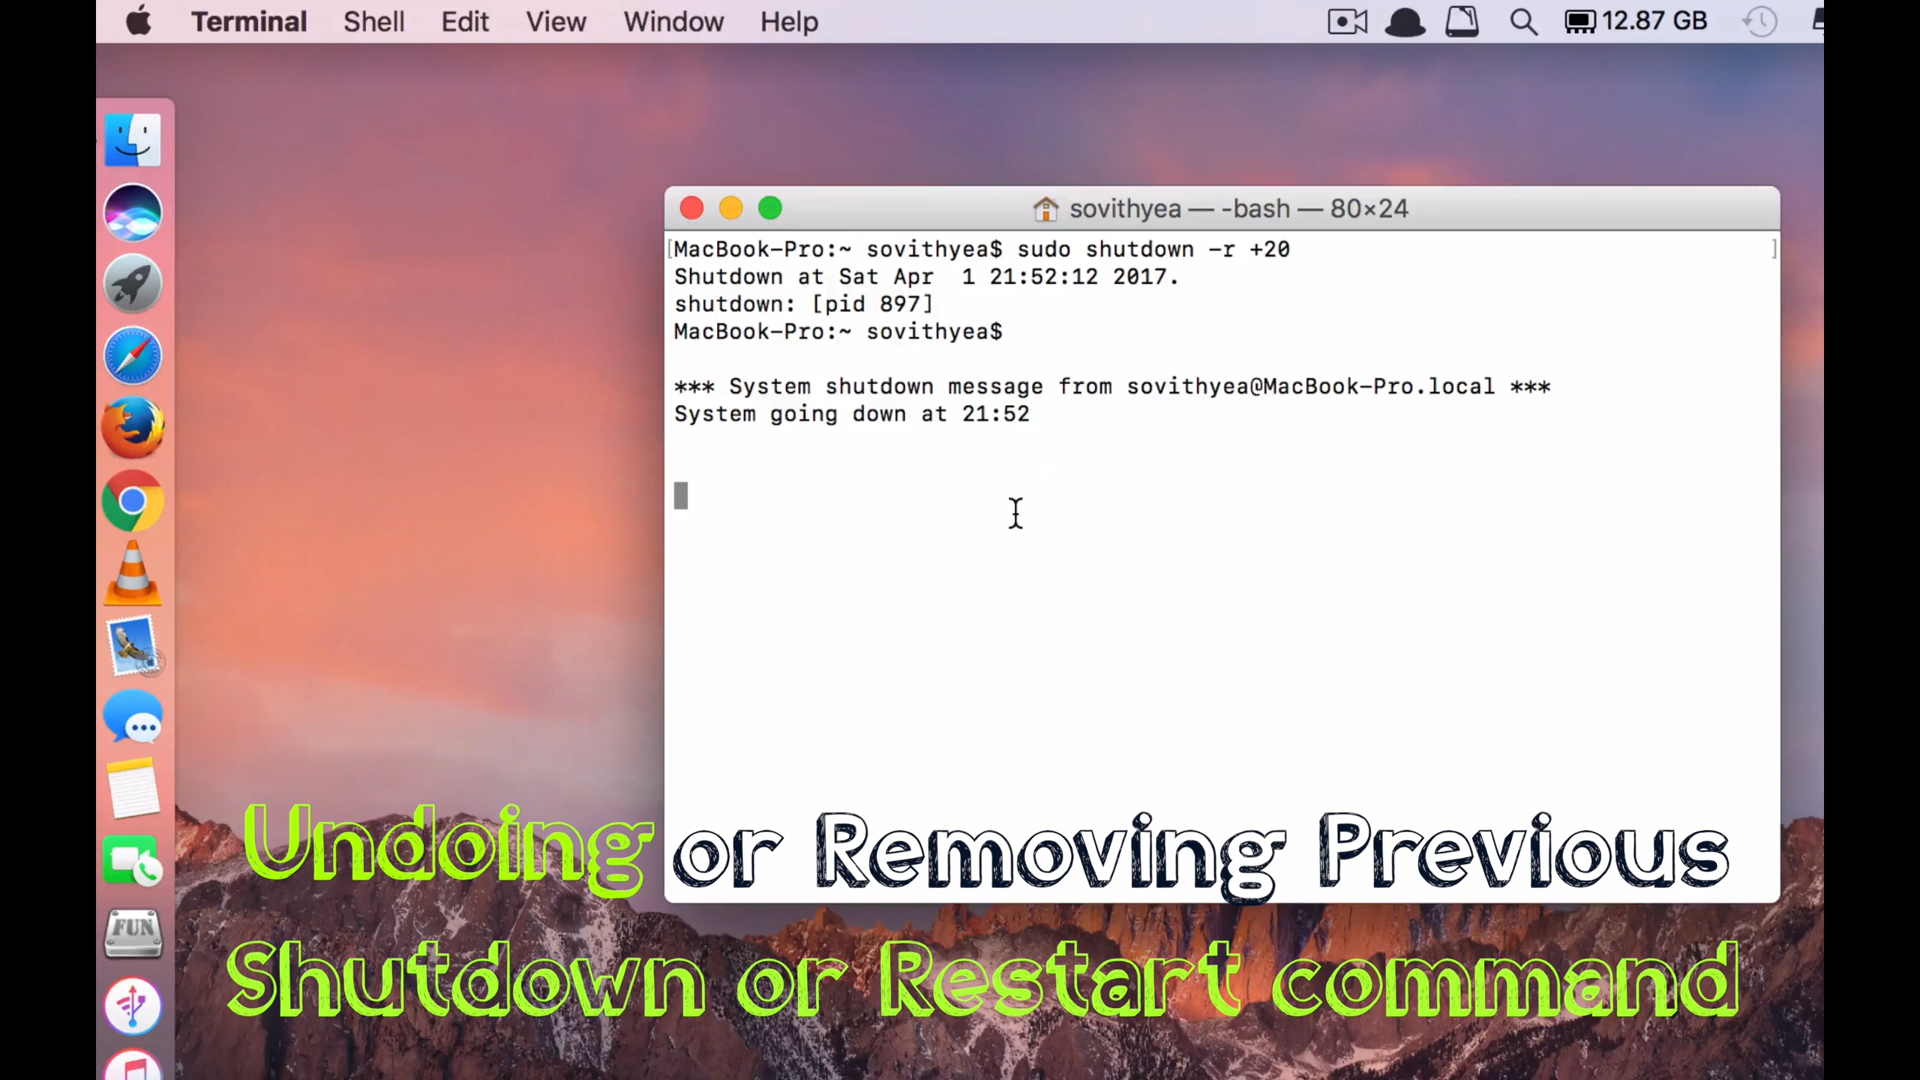 Terminal Shell Edit View Window Help 12.87 GB
sovithyea — -bash — 80×24
[MacBook-Pro:~ sovithyea$ sudo shutdown -r +20 ]
Shutdown at Sat Apr  1 21:52:12 2017.
shutdown: [pid 897]
MacBook-Pro:~ sovithyea$
*** System shutdown message from sovithyea@MacBook-Pro.local ***
System going down at 21:52
FUN
Undoing or Removing Previous
Shutdown or Restart command